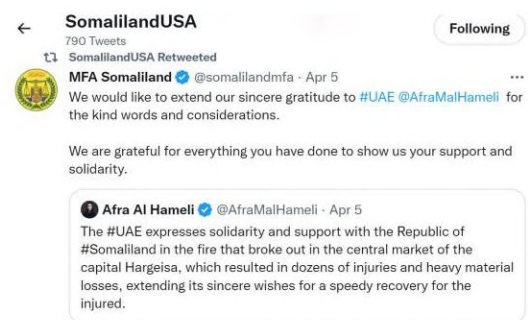 SomalilandUSA
790 Tweets
Following
SomalilandUSA Retweeted
MFA Somaliland @somalilandmfa · Apr 5
We would like to extend our sincere gratitude to #UAE @AfraMalHameli for
the kind words and considerations.
We are grateful for everything you have done to show us your support and
solidarity.
Afra Al Hameli @AfraMalHameli · Apr 5
The #UAE expresses solidarity and support with the Republic of
#Somaliland in the fire that broke out in the central market of the
capital Hargeisa, which resulted in dozens of injuries and heavy material
losses, extending its sincere wishes for a speedy recovery for the
injured.